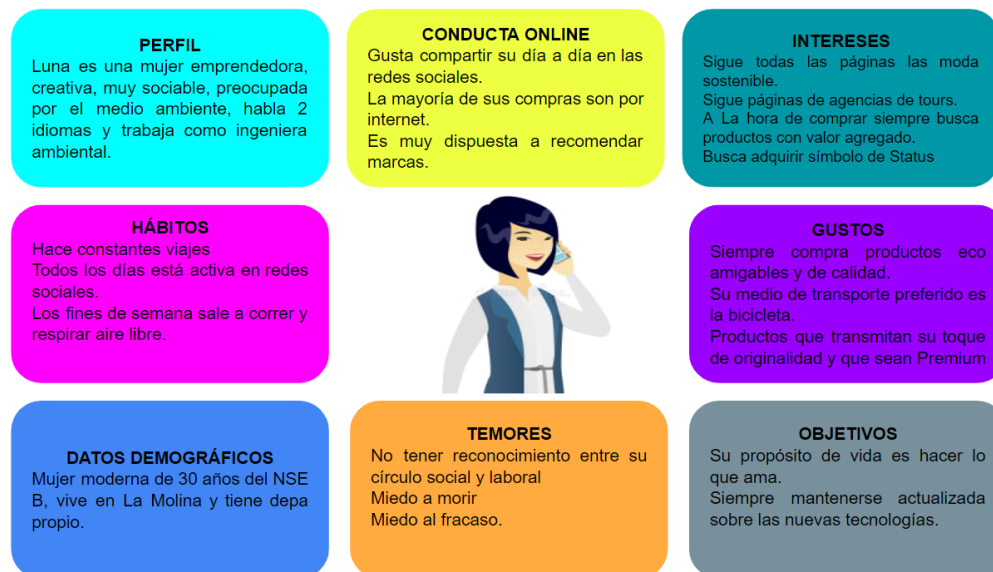 PERFIL
Luna es una mujer emprendedora,
creativa, muy sociable, preocupada
por el medio ambiente, habla 2
idiomas y trabaja como ingeniera
ambiental.
CONDUCTA ONLINE
Gusta compartir su día a día en las
redes sociales.
La mayoría de sus compras son por
internet.
Es muy dispuesta a recomendar
marcas.
INTERESES
Sigue todas las páginas las moda
sostenible.
Sigue páginas de agencias de tours.
A La hora de comprar siempre busca
productos con valor agregado.
Busca adquirir símbolo de Status
HÁBITOS
Hace constantes viajes
Todos los días está activa en redes
sociales.
Los fines de semana sale a correr y
respirar aire libre.
GUSTOS
Siempre compra productos eco
amigables y de calidad.
Su medio de transporte preferido es
la bicicleta.
Productos que transmitan su toque
de originalidad y que sean Premium
DATOS DEMOGRÁFICOS
Mujer moderna de 30 años del NSE
B, vive en La Molina y tiene depa
propio.
TEMORES
No tener reconocimiento entre su
círculo social y laboral
Miedo a morir
Miedo al fracaso.
OBJETIVOS
Su propósito de vida es hacer lo
que ama.
Siempre mantenerse actualizada
sobre las nuevas tecnologías.